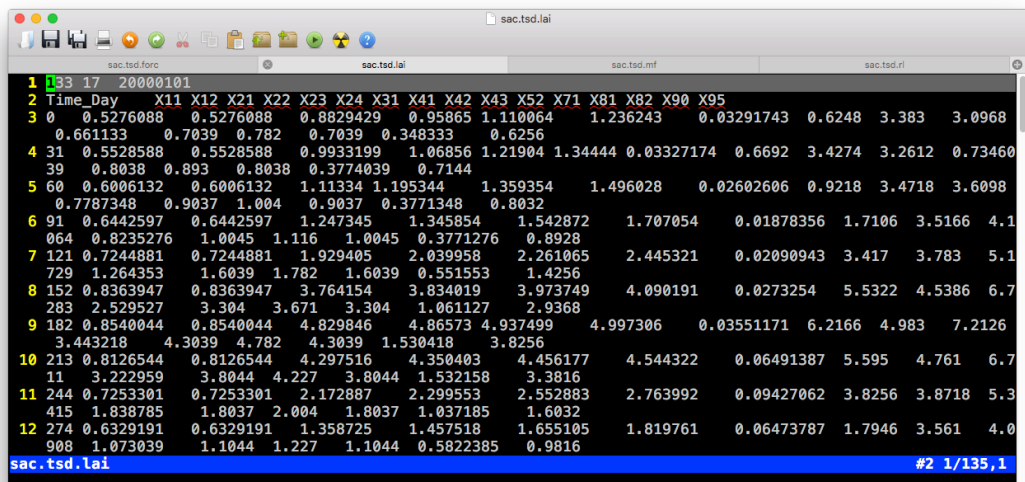 sac.tsd.lai
sac.tsd.forc sac.tsd.lai sac.tsd.mf sac.tsd.rl
1 133 17 20000101
2 Time_Day X11 X12 X21 X22 X23 X24 X31 X41 X42 X43 X52 X71 X81 X82 X90 X95
3 0 0.5276088 0.5276088 0.8829429 0.95865 1.110064 1.236243 0.03291743 0.6248 3.383 3.0968
0.661133 0.7039 0.782 0.7039 0.348333 0.6256
4 31 0.5528588 0.5528588 0.9933199 1.06856 1.21904 1.34444 0.03327174 0.6692 3.4274 3.2612 0.73460
39 0.8038 0.893 0.8038 0.3774039 0.7144
5 60 0.6006132 0.6006132 1.11334 1.195344 1.359354 1.496028 0.02602606 0.9218 3.4718 3.6098
0.7787348 0.9037 1.004 0.9037 0.3771348 0.8032
6 91 0.6442597 0.6442597 1.247345 1.345854 1.542872 1.707054 0.01878356 1.7106 3.5166 4.1
064 0.8235276 1.0045 1.116 1.0045 0.3771276 0.8928
7 121 0.7244881 0.7244881 1.929405 2.039958 2.261065 2.445321 0.02090943 3.417 3.783 5.1
729 1.264353 1.6039 1.782 1.6039 0.551553 1.4256
8 152 0.8363947 0.8363947 3.764154 3.834019 3.973749 4.090191 0.0273254 5.5322 4.5386 6.7
283 2.529527 3.304 3.671 3.304 1.061127 2.9368
9 182 0.8540044 0.8540044 4.829846 4.86573 4.937499 4.997306 0.03551171 6.2166 4.983 7.2126
3.443218 4.3039 4.782 4.3039 1.530418 3.8256
10 213 0.8126544 0.8126544 4.297516 4.350403 4.456177 4.544322 0.06491387 5.595 4.761 6.7
11 3.222959 3.8044 4.227 3.8044 1.532158 3.3816
11 244 0.7253301 0.7253301 2.172887 2.299553 2.552883 2.763992 0.09427062 3.8256 3.8718 5.3
415 1.838785 1.8037 2.004 1.8037 1.037185 1.6032
12 274 0.6329191 0.6329191 1.358725 1.457518 1.655105 1.819761 0.06473787 1.7946 3.561 4.0
908 1.073039 1.1044 1.227 1.1044 0.5822385 0.9816
sac.tsd.lai #2 1/135,1